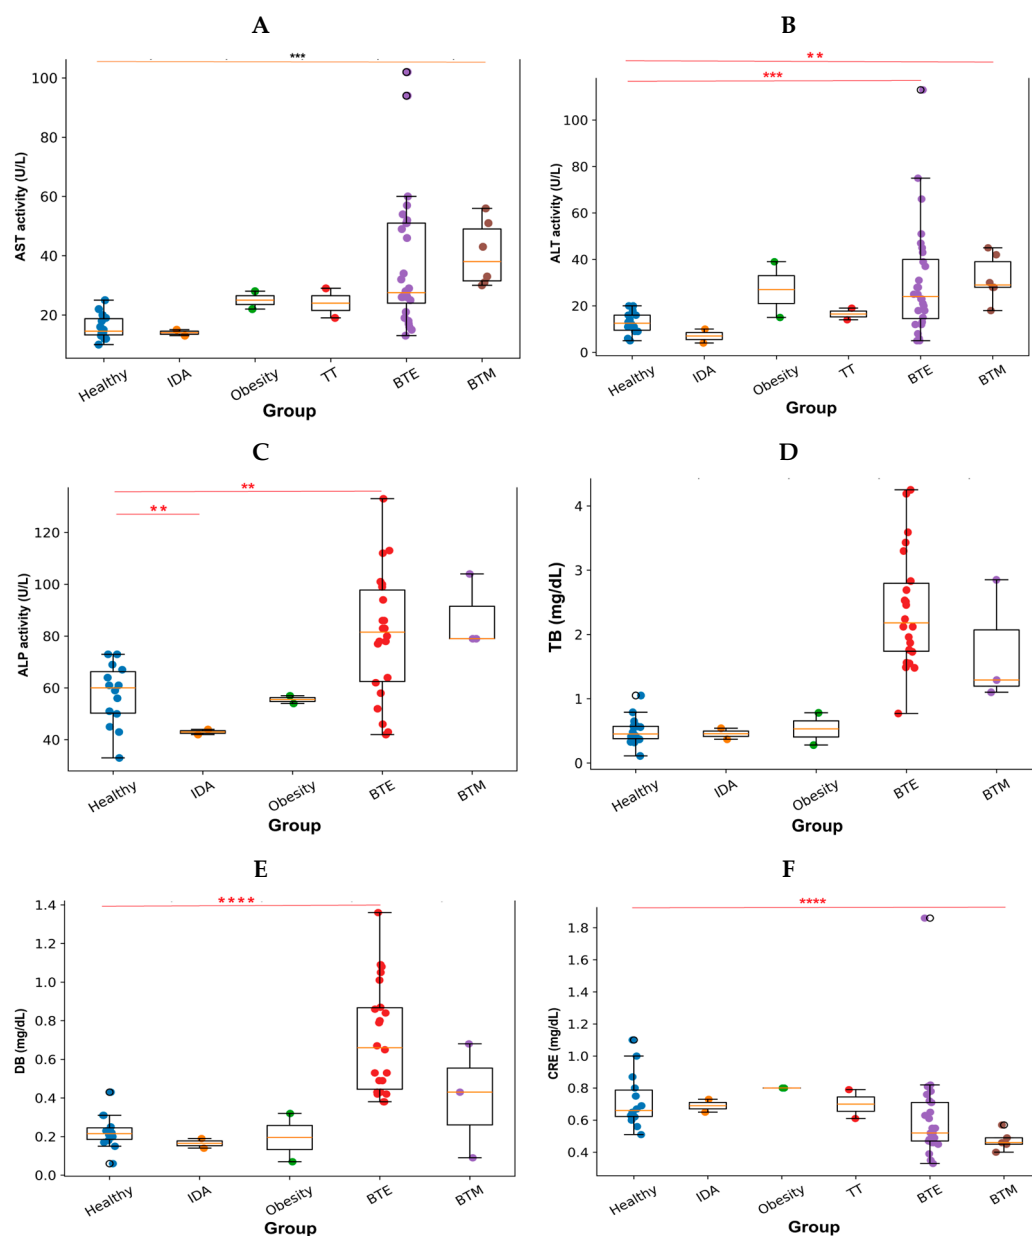 A
***
AST activity (U/L)
100
80
60
40
20
Healthy IDA Obesity TT BTE BTM
Group
B
**
***
ALT activity (U/L)
100
80
60
40
20
0
Healthy IDA Obesity TT BTE BTM
Group
C
**
**
ALP activity (U/L)
120
100
80
60
40
Healthy IDA Obesity BTE BTM
Group
D
TB (mg/dL)
4
3
2
1
0
Healthy IDA Obesity BTE BTM
Group
E
****
DB (mg/dL)
1.4
1.2
1.0
0.8
0.6
0.4
0.2
0.0
Healthy IDA Obesity BTE BTM
Group
F
****
CRE (mg/dL)
1.8
1.6
1.4
1.2
1.0
0.8
0.6
0.4
Healthy IDA Obesity TT BTE BTM
Group